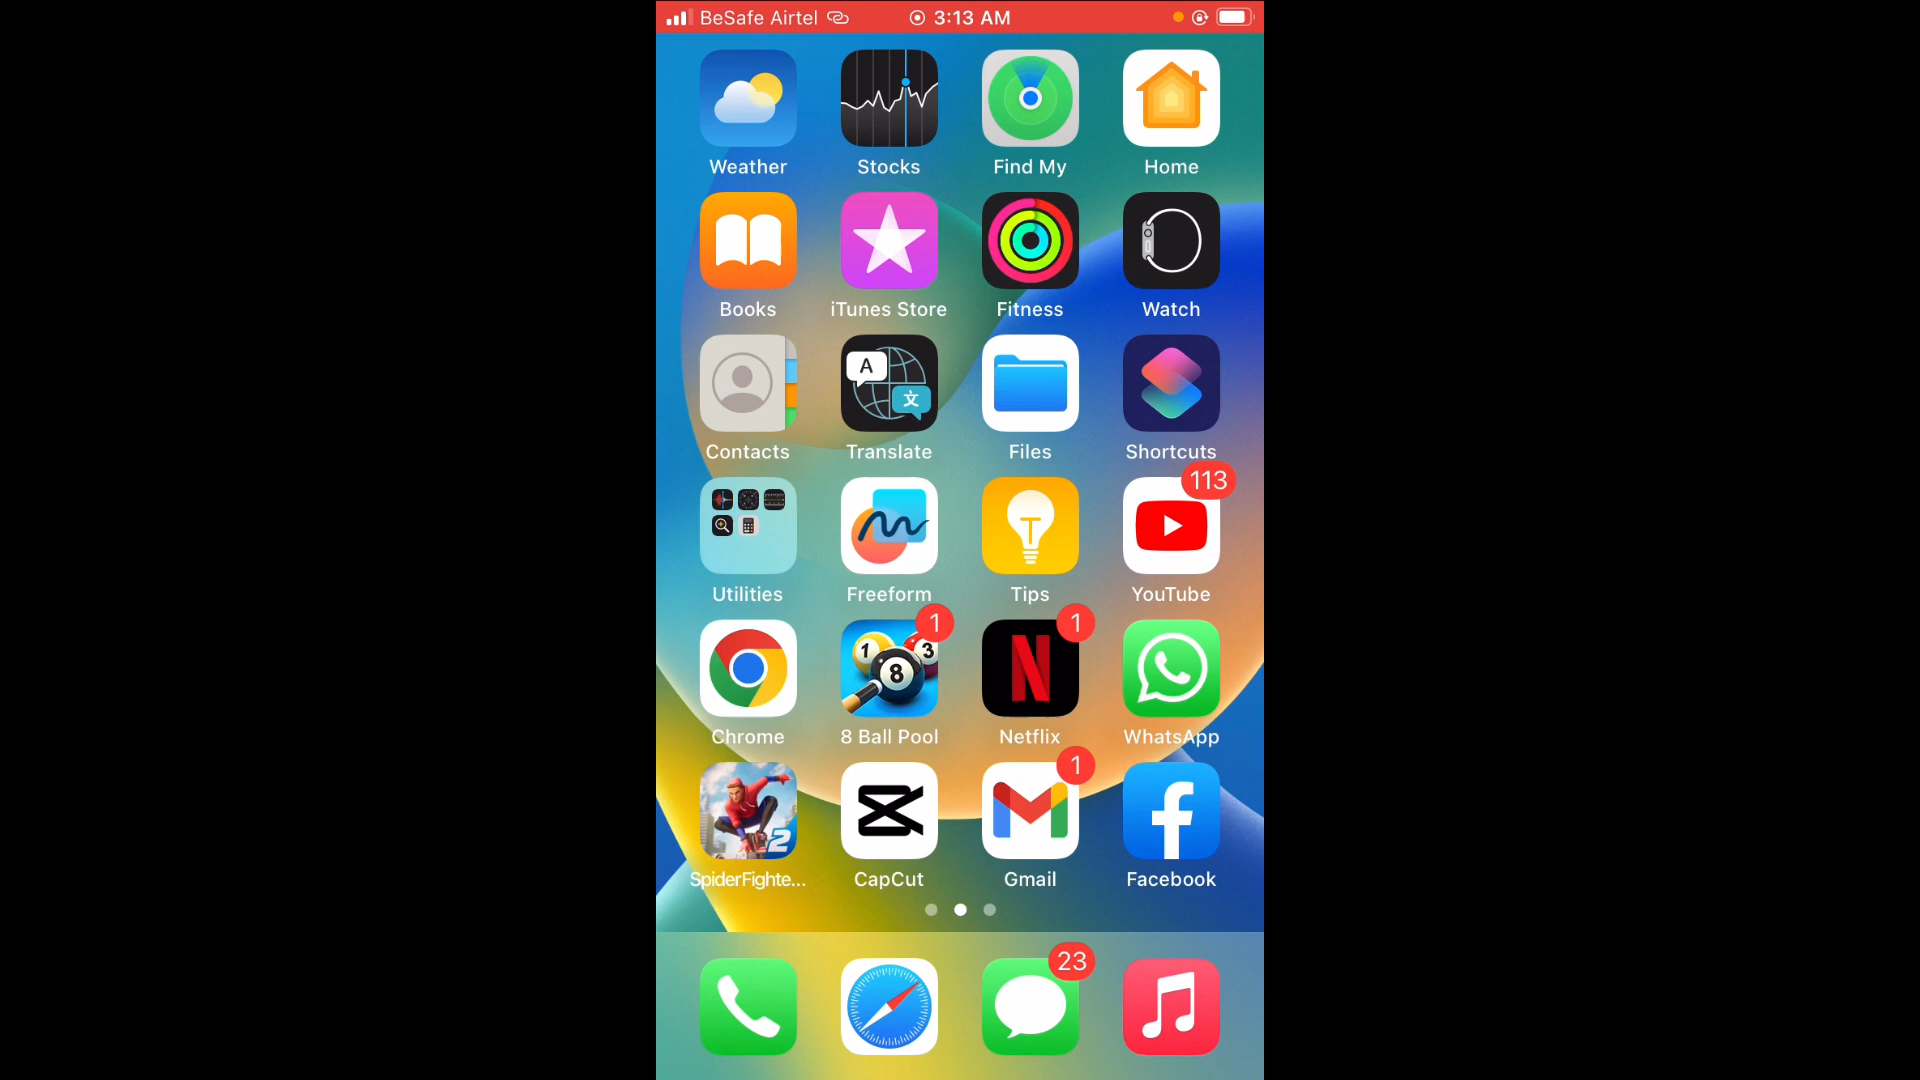 BeSafe Airtel 3:13 AM
Weather Stocks Find My Home
Books iTunes Store Fitness Watch
A 文
Contacts Translate Files Shortcuts
113
T
Utilities Freeform Tips YouTube
1 1
1 8 3 N
Chrome 8 Ball Pool Netflix WhatsApp
1
2 f
SpiderFighte... CapCut Gmail Facebook
23